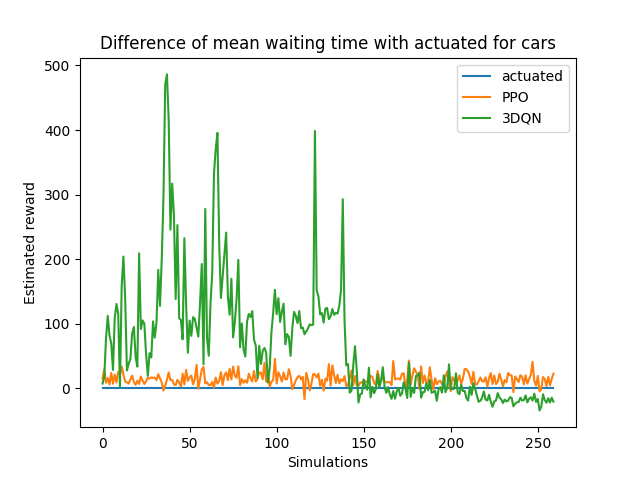 Difference of mean waiting time with actuated for cars
500
400
300
200
100
0
Estimated reward
actuated
PPO
3DQN
0
50
100
150
200
250
Simulations